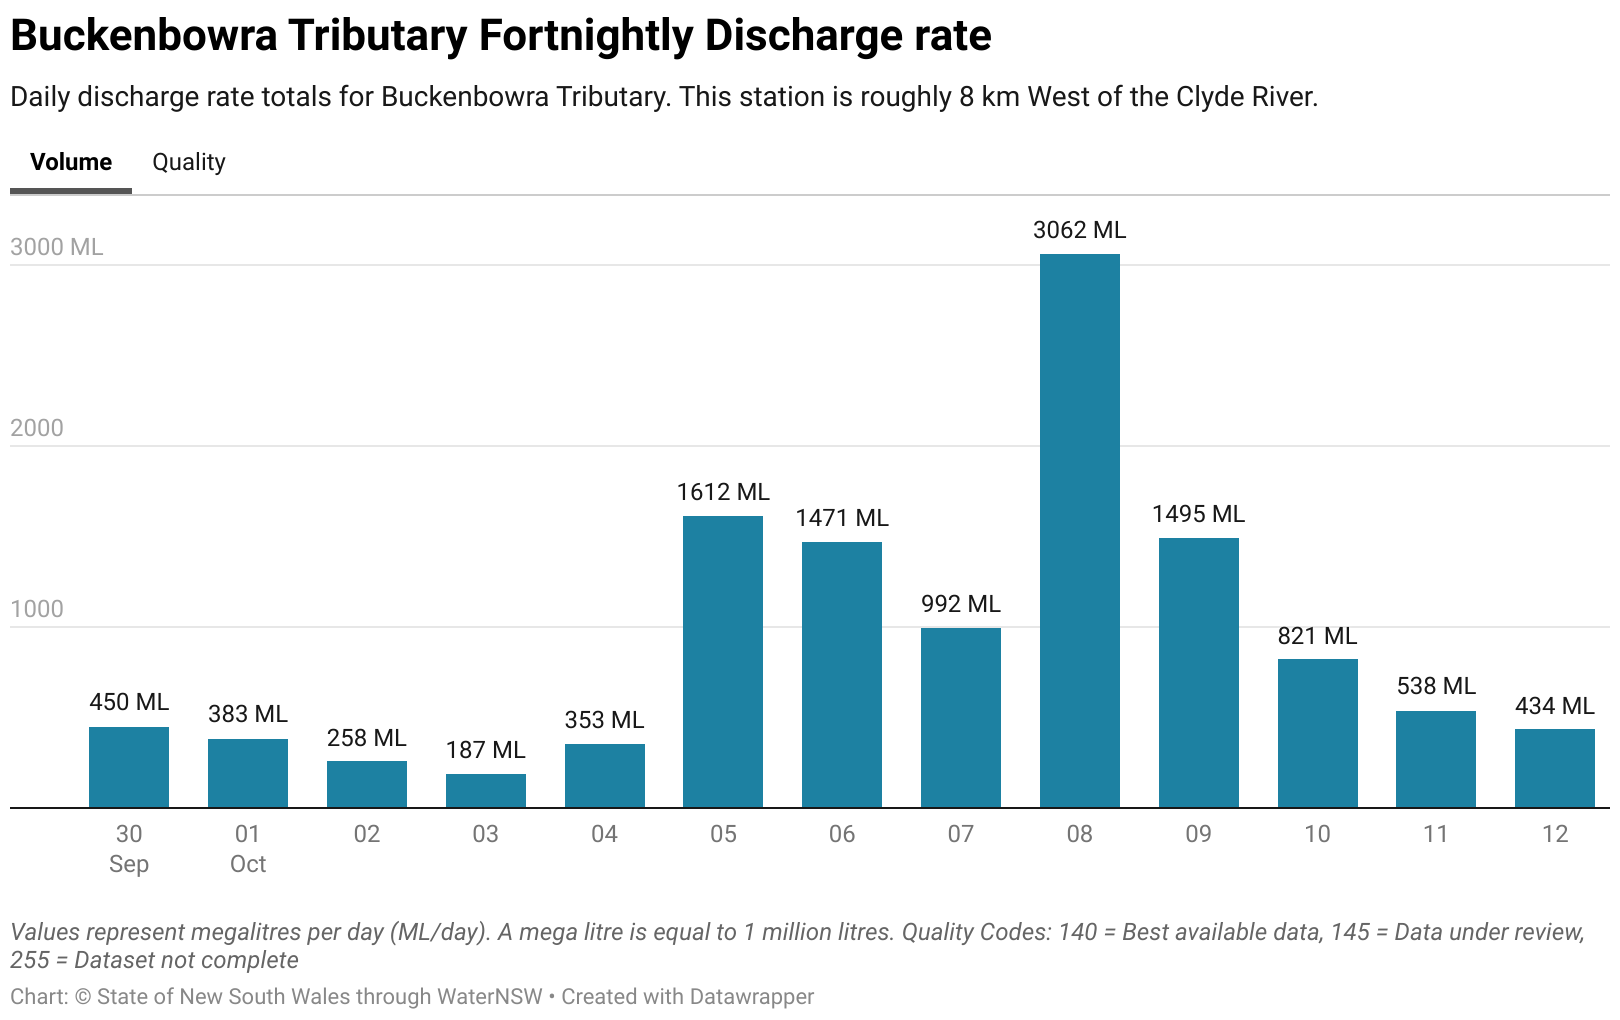 Buckenbowra Tributary Fortnightly Discharge rate
Daily discharge rate totals for Buckenbowra Tributary. This station is roughly 8 km West of the Clyde River.
Volume Quality
3062 ML
3000 ML
2000
1612 ML
1495 ML
1471 ML
1000
992 ML
821 ML
538 ML
450 ML
434 ML
383 ML
353 ML
258 ML
187 ML
30 01 02 03 04 05 06 07 08 09 10 11 12
Sep Oct
Values represent megalitres per day (ML/day). A mega litre is equal to 1 million litres. Quality Codes: 140 = Best available data, 145 = Data under review,
255 = Dataset not complete
Chart: © State of New South Wales through WaterNSW • Created with Datawrapper